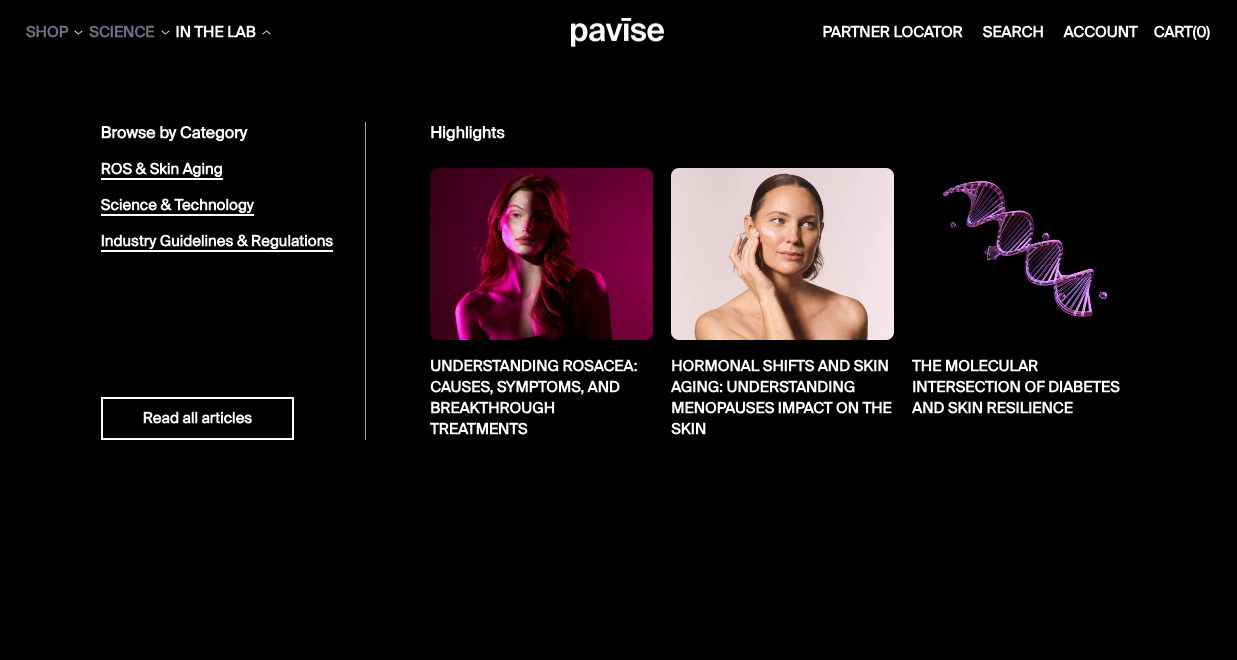 SHOP SCIENCE IN THE LAB pavise PARTNER LOCATOR SEARCH ACCOUNT CART(0)
Browse by Category
ROS & Skin Aging
Science & Technology
Industry Guidelines & Regulations
Read all articles
Highlights
UNDERSTANDING ROSACEA:
CAUSES, SYMPTOMS, AND
BREAKTHROUGH
TREATMENTS
HORMONAL SHIFTS AND SKIN
AGING: UNDERSTANDING
MENOPAUSES IMPACT ON THE
SKIN
THE MOLECULAR
INTERSECTION OF DIABETES
AND SKIN RESILIENCE